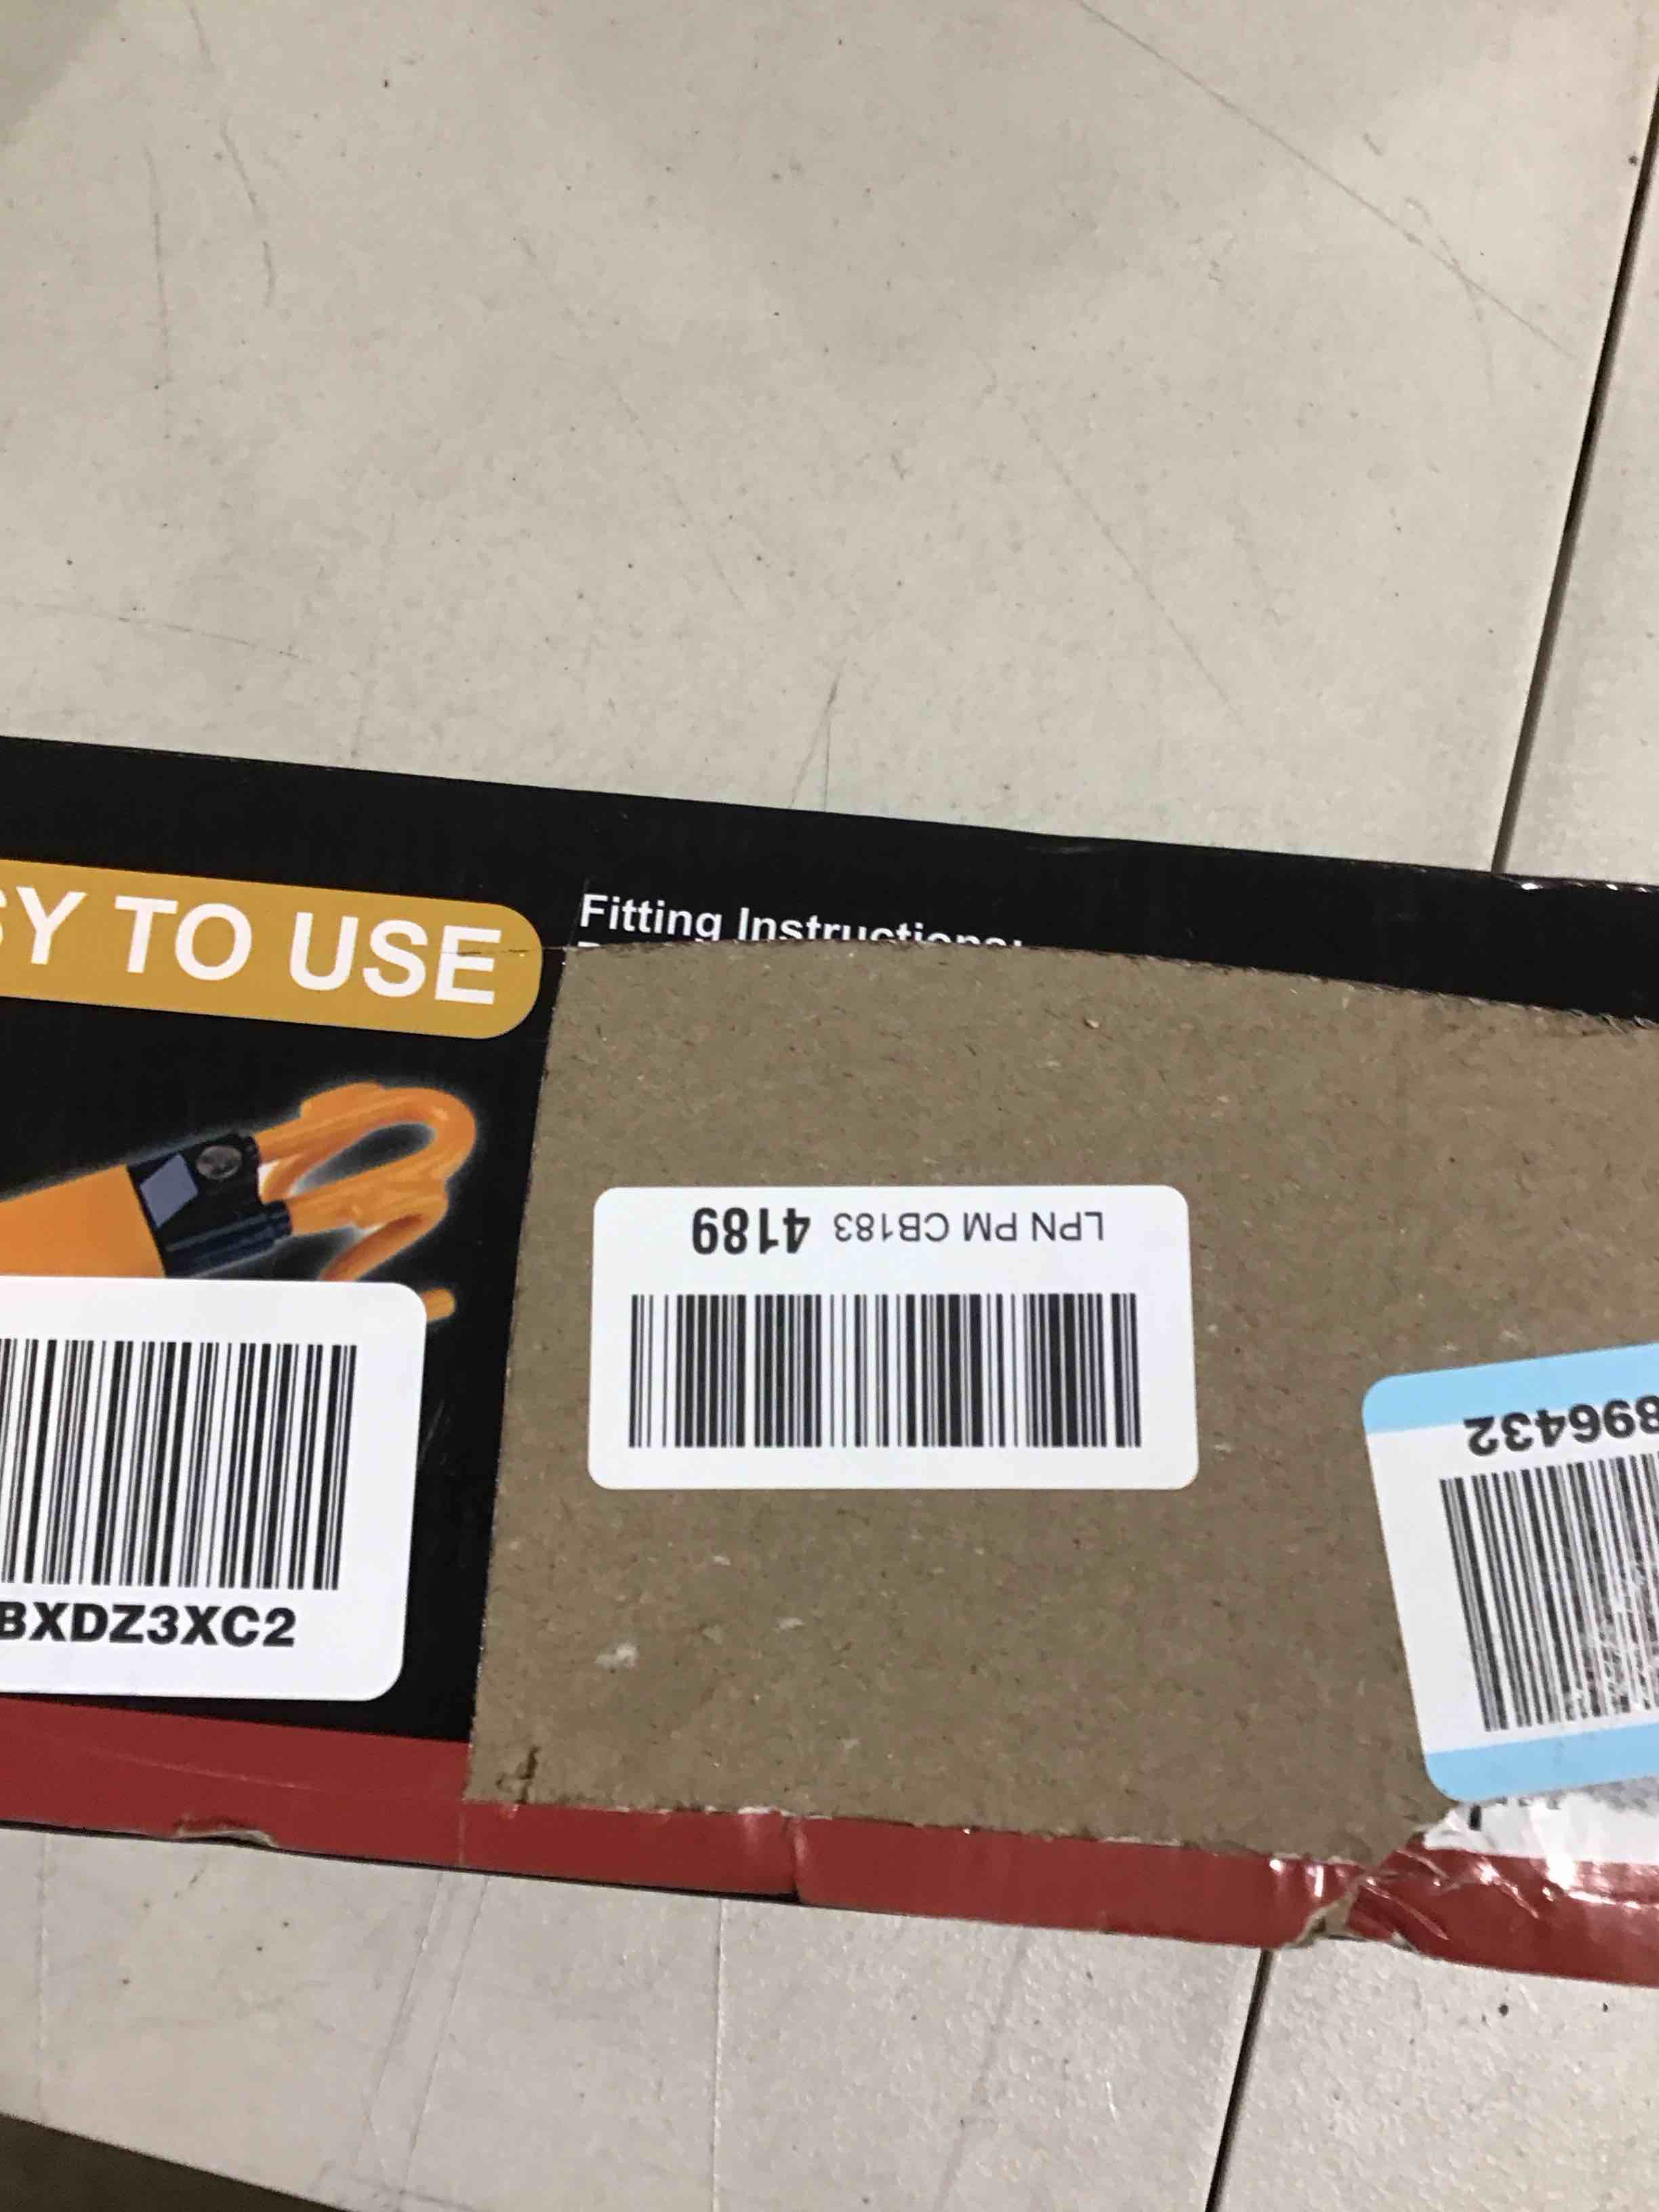 SY TO USE
Fitting Instructions:
LPN PM CB183 4189
896432
BXDZ3XC2